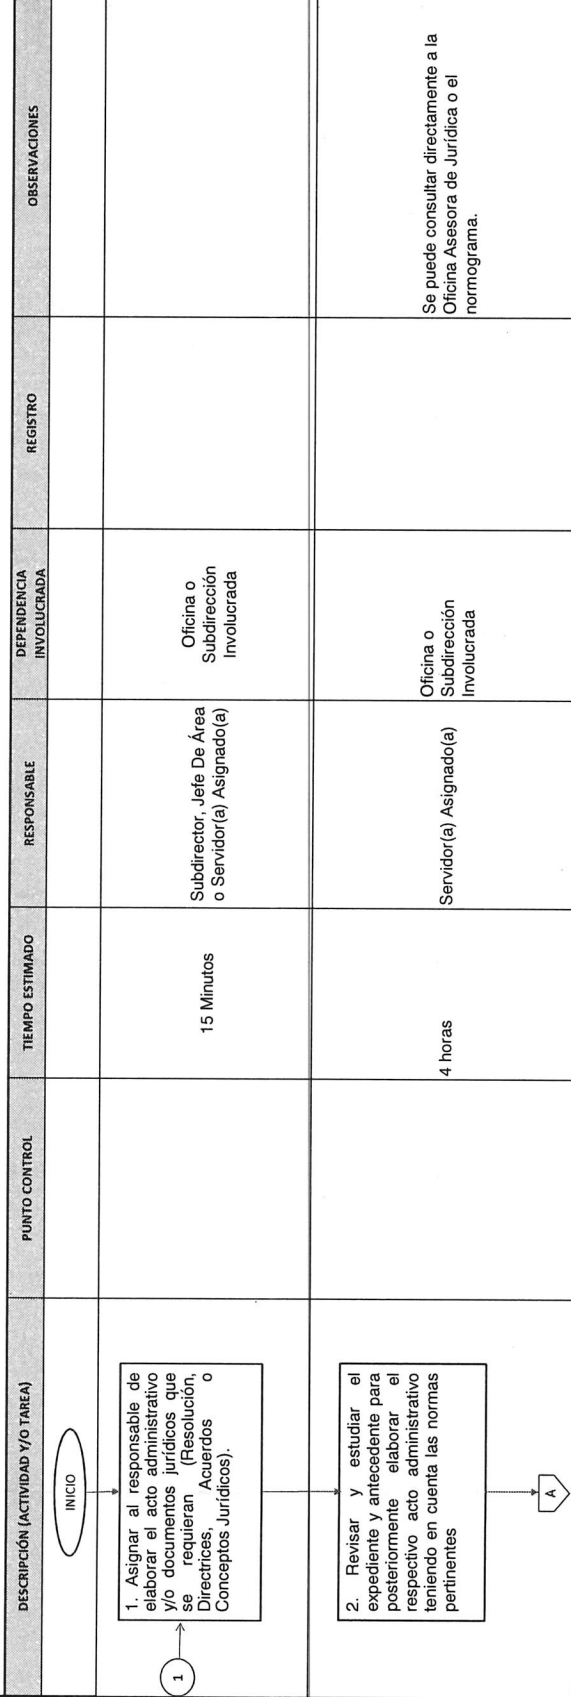 DESCRIPCIÓN (ACTIVIDAD Y/O TAREA)
PUNTO CONTROL
TIEMPO ESTIMADO
RESPONSABLE
DEPENDENCIA
INVOLUCRADA
REGISTRO
OBSERVACIONES
INICIO
1
1. Asignar al responsable de
elaborar el acto administrativo
y/o documentos jurídicos que
se requieran (Resolución,
Directrices, Acuerdos o
Conceptos Jurídicos).
15 Minutos
Subdirector, Jefe De Área
o Servidor(a) Asignado(a)
Oficina o
Subdirección
Involucrada
2. Revisar y estudiar el
expediente y antecedente para
posteriormente elaborar el
respectivo acto administrativo
teniendo en cuenta las normas
pertinentes
4 horas
Servidor(a) Asignado(a)
Oficina o
Subdirección
Involucrada
Se puede consultar directamente a la
Oficina Asesora de Jurídica o el
normograma.
A